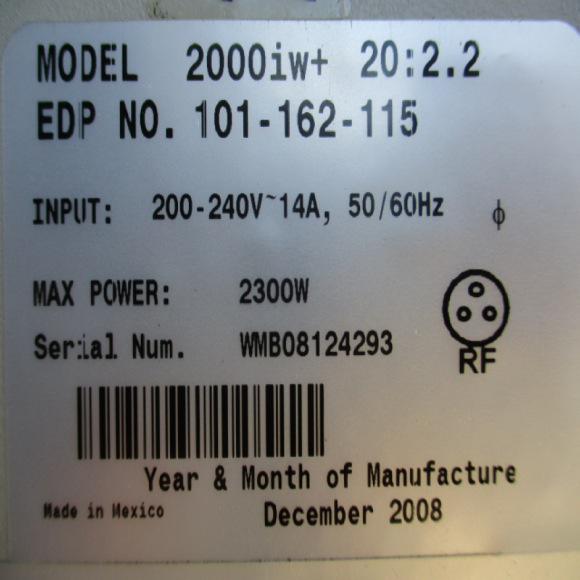 MODEL 2000iw+ 20:2.2
EDP NO. 101-162-115
INPUT: 200-240V~14A, 50/60Hz ϕ
MAX POWER: 2300W
Serial Num. WMB08124293
RF
Year & Month of Manufacture
Made in Mexico December 2008